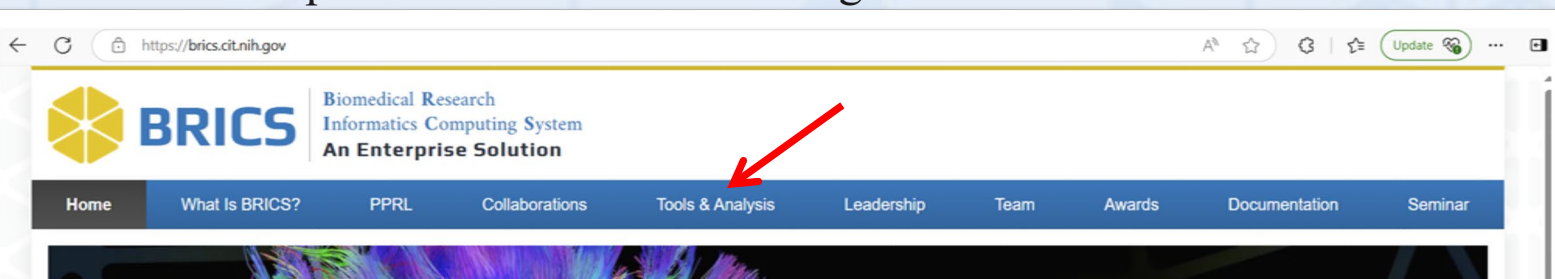 https://brics.cit.nih.gov
Update
BRICS
Biomedical Research
Informatics Computing System
An Enterprise Solution
Home What Is BRICS? PPRL Collaborations Tools & Analysis Leadership Team Awards Documentation Seminar